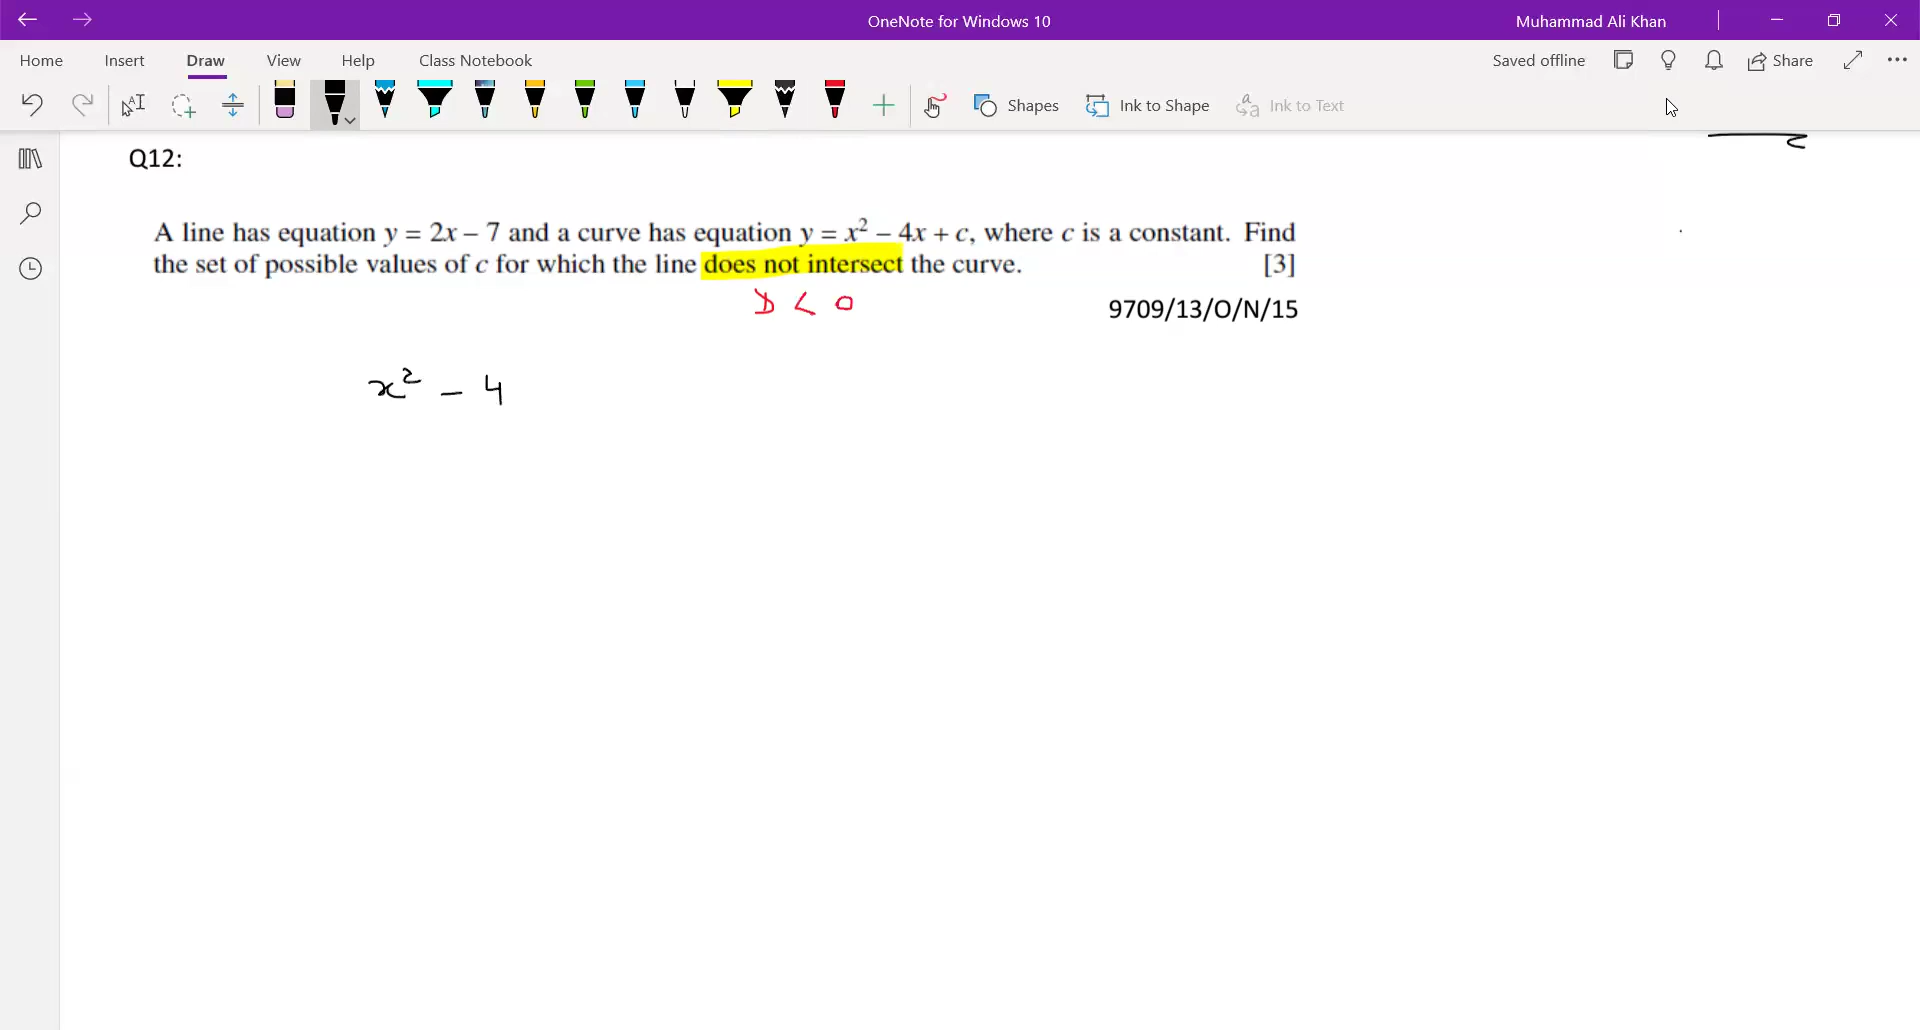 OneNote for Windows 10
Muhammad Ali Khan
Home Insert Draw View Help Class Notebook
Saved offline Share
Shapes Ink to Shape Ink to Text
Q12:
A line has equation y = 2x − 7 and a curve has equation y = x² − 4x + c, where c is a constant. Find
the set of possible values of c for which the line does not intersect the curve. [3]
D < 0
9709/13/O/N/15
x² − 4